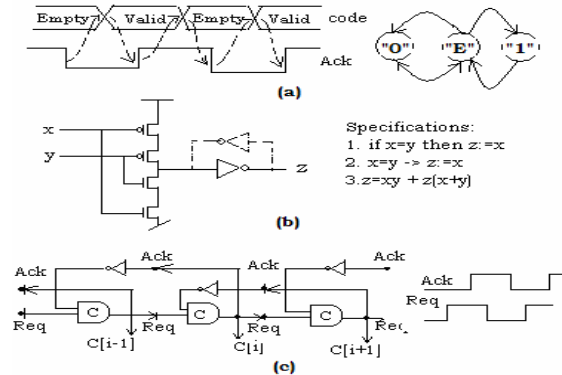 Empty Valid Empty Valid code
Ack
"0" "E" "1"
(a)
x
y
z
Specifications:
1. if x=y then z:=x
2. x=y -> z:=x
3.z=xy + z(x+y)
(b)
Ack Ack Ack
C C C
Req Req Req Req
C[i-1] C[i] C[i+1]
Ack
Req
(c)